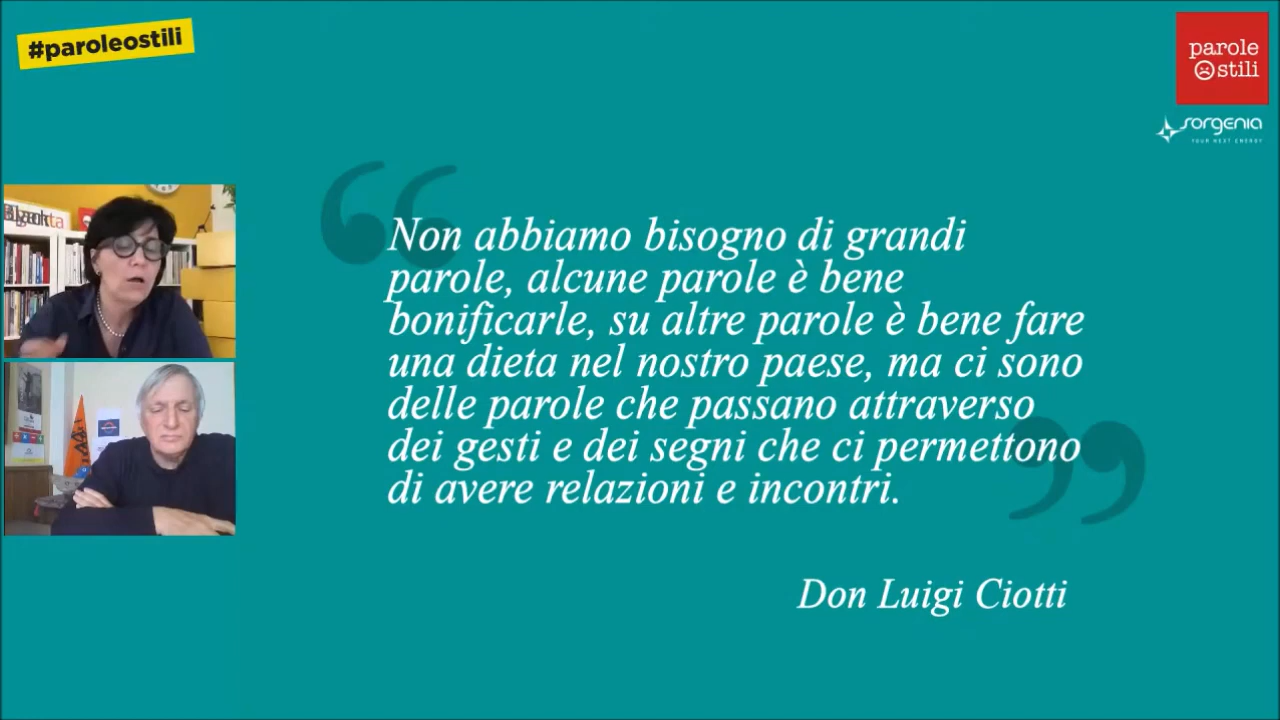 #paroleostili
parole
stili
sorgenia
YOUR NEXT ENERGY
Non abbiamo bisogno di grandi
parole, alcune parole è bene
bonificarle, su altre parole è bene fare
una dieta nel nostro paese, ma ci sono
delle parole che passano attraverso
dei gesti e dei segni che ci permettono
di avere relazioni e incontri.
Don Luigi Ciotti